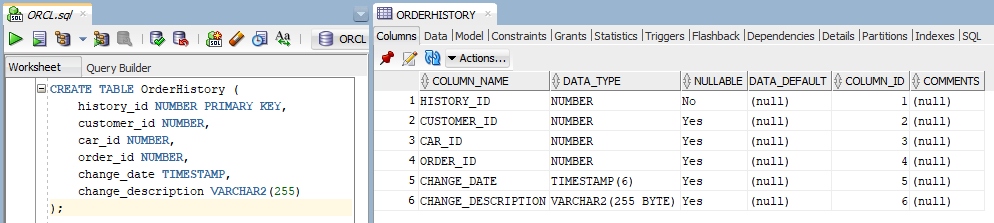 ORCL.sql
ORCL
Worksheet Query Builder
CREATE TABLE OrderHistory (
history_id NUMBER PRIMARY KEY,
customer_id NUMBER,
car_id NUMBER,
order_id NUMBER,
change_date TIMESTAMP,
change_description VARCHAR2(255)
);
ORDERHISTORY
Columns Data Model Constraints Grants Statistics Triggers Flashback Dependencies Details Partitions Indexes SQL
Actions...
COLUMN_NAME DATA_TYPE NULLABLE DATA_DEFAULT COLUMN_ID COMMENTS
1 HISTORY_ID NUMBER No (null) 1 (null)
2 CUSTOMER_ID NUMBER Yes (null) 2 (null)
3 CAR_ID NUMBER Yes (null) 3 (null)
4 ORDER_ID NUMBER Yes (null) 4 (null)
5 CHANGE_DATE TIMESTAMP(6) Yes (null) 5 (null)
6 CHANGE_DESCRIPTION VARCHAR2(255 BYTE) Yes (null) 6 (null)